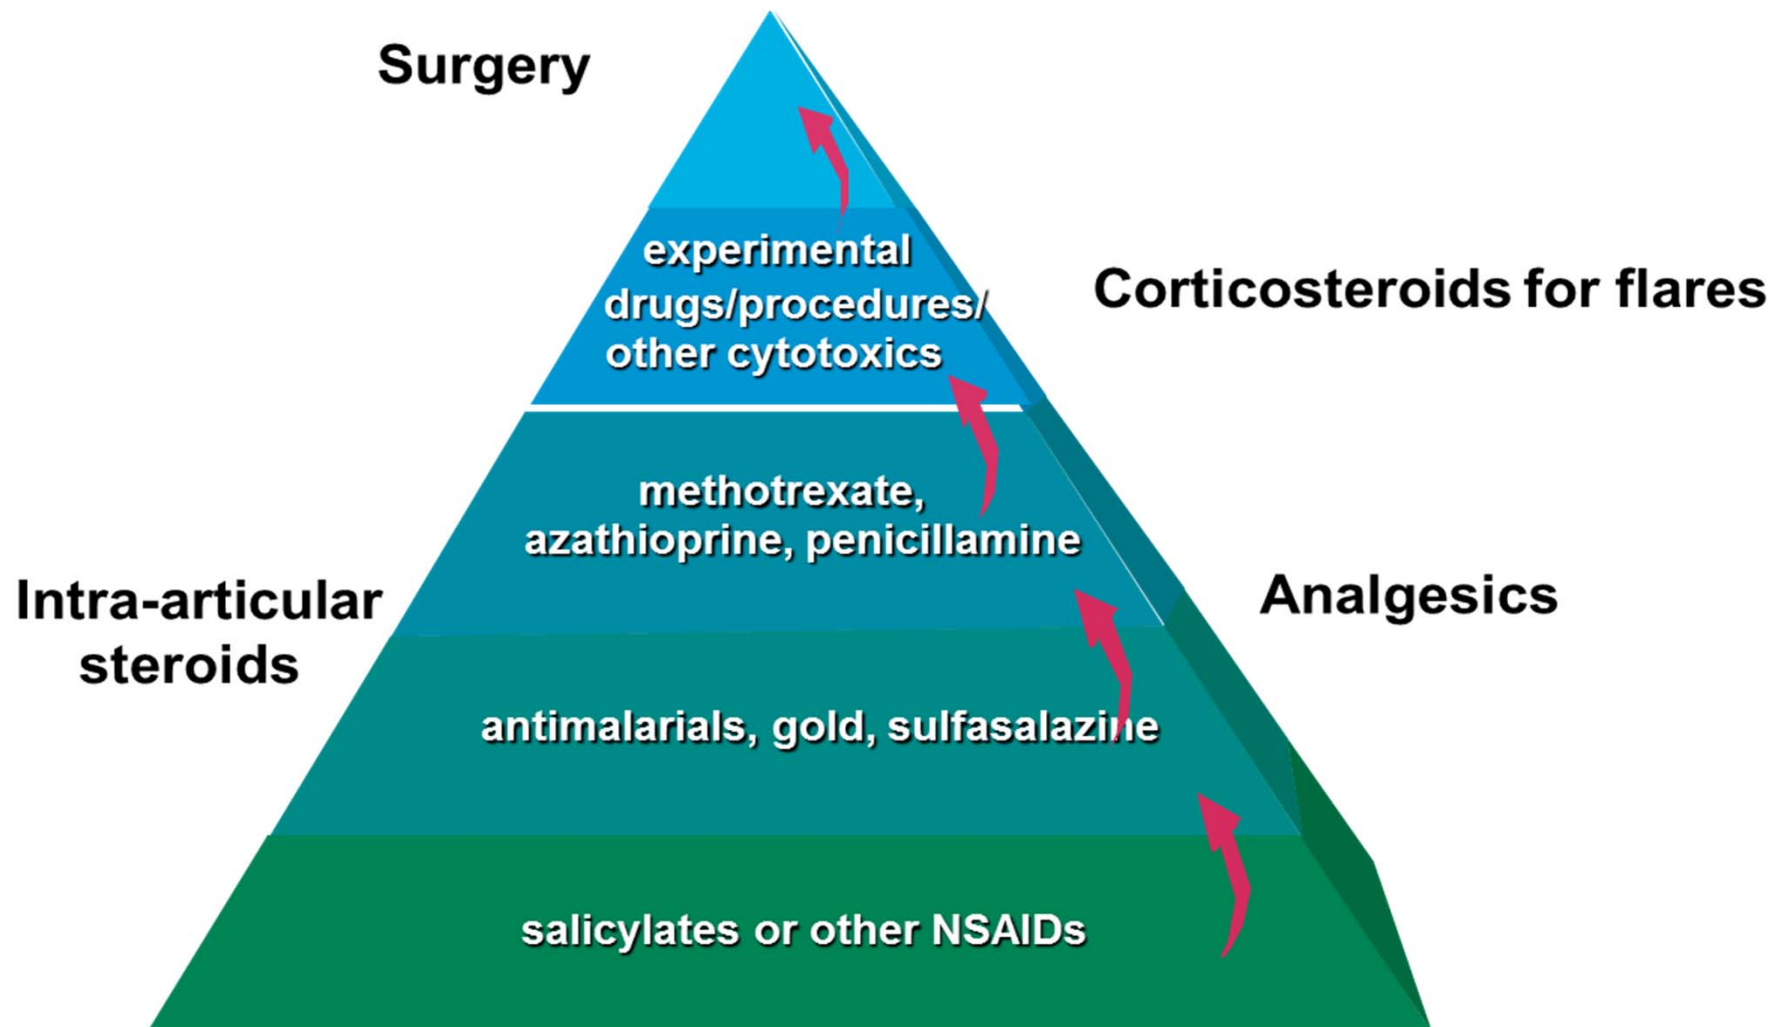 Surgery
experimental
drugs/procedures/
other cytotoxics
Corticosteroids for flares
methotrexate,
azathioprine, penicillamine
Intra-articular
steroids
Analgesics
antimalarials, gold, sulfasalazine
salicylates or other NSAIDs